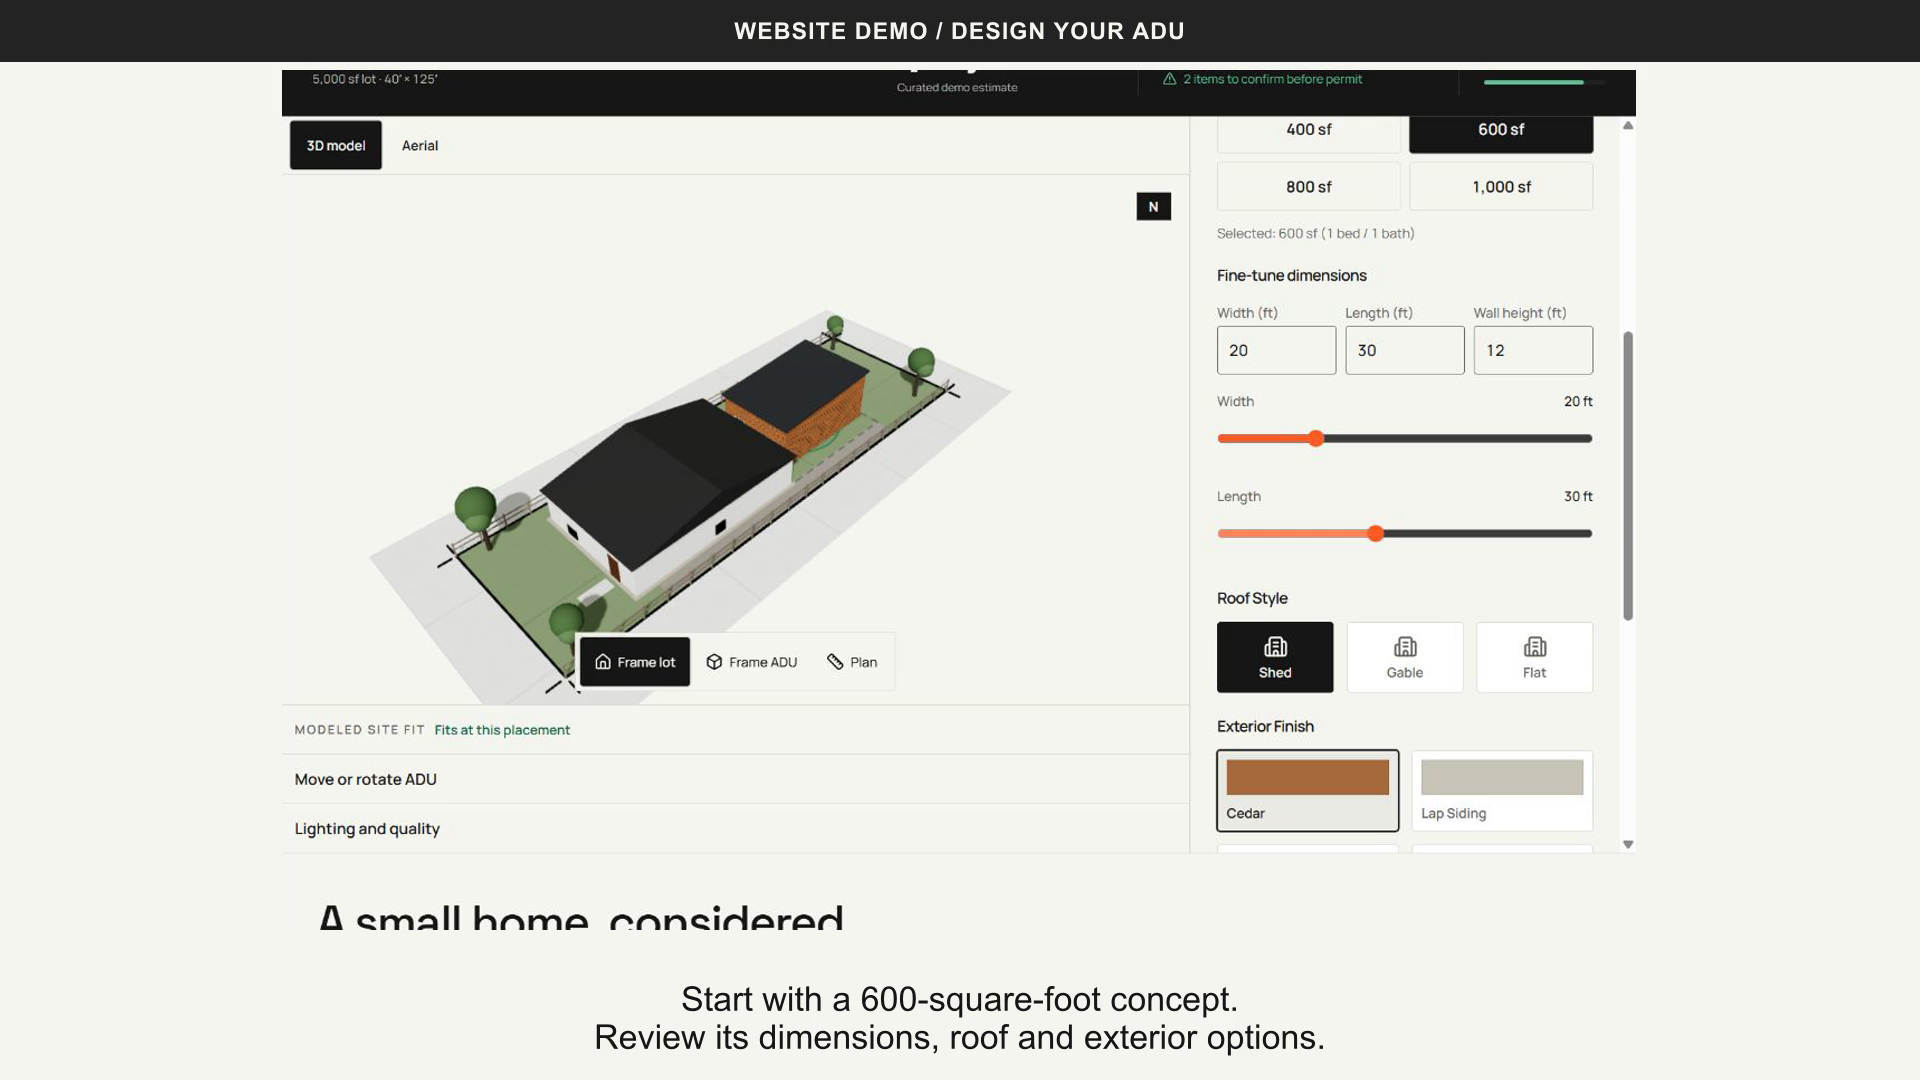 WEBSITE DEMO / DESIGN YOUR ADU
5,000 sf lot · 40' × 125'
Curated demo estimate
2 items to confirm before permit
3D model
Aerial
N
400 sf
600 sf
800 sf
1,000 sf
Selected: 600 sf (1 bed / 1 bath)
Fine-tune dimensions
Width (ft)
Length (ft)
Wall height (ft)
20
30
12
Width
20 ft
Length
30 ft
Roof Style
Shed
Gable
Flat
Exterior Finish
Cedar
Lap Siding
Frame lot
Frame ADU
Plan
MODELED SITE FIT Fits at this placement
Move or rotate ADU
Lighting and quality
A small home, considered
Start with a 600-square-foot concept.
Review its dimensions, roof and exterior options.